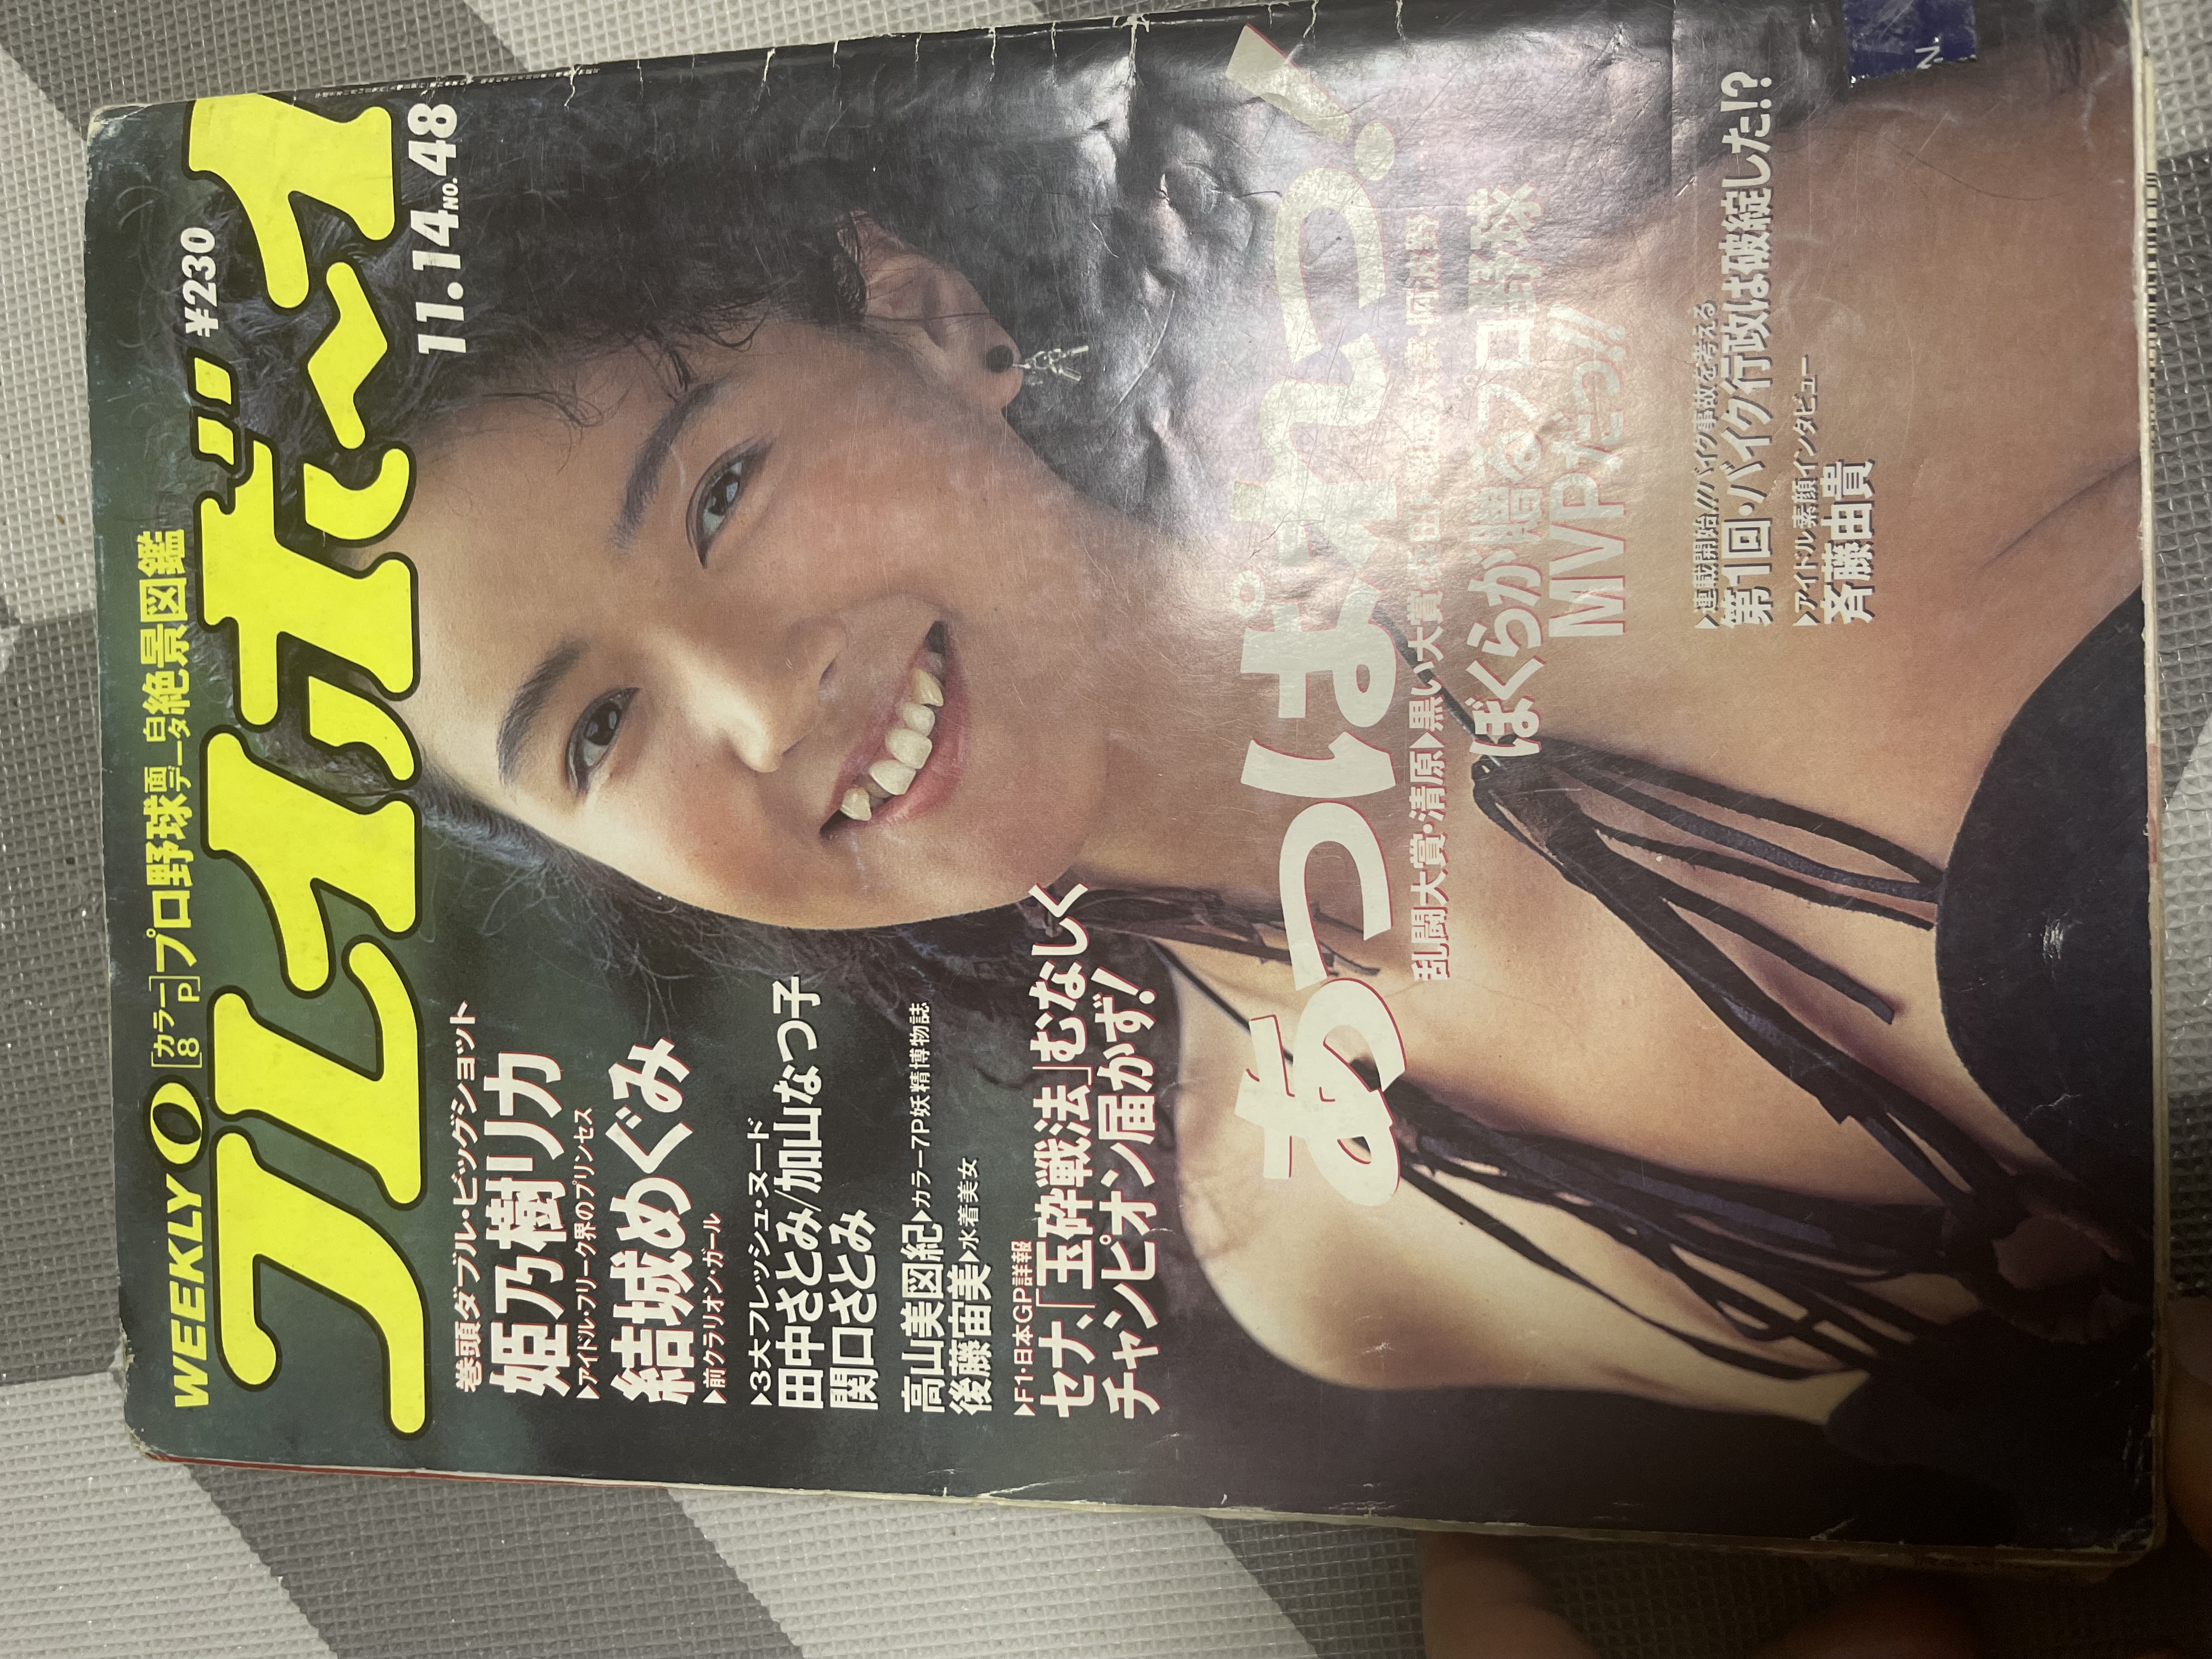 WEEKLY
[カラー8P]プロ野球面白データ絶景図鑑
¥230
プレイボーイ
11.14 NO.48
巻頭ダブル・ビッグショット
姫乃樹リカ
▶アイドル・フリーク界のプリンセス
結城めぐみ
▶前クラリオン・ガール
▶3大フレッシュ・ヌード
田中さとみ/加山なつ子
関口さとみ
高山美図紀▶カラー7P妖精博物誌
後藤宙美▶水着美女
▶F1・日本GP詳報
セナ、「玉砕戦法」むなしく
チャンピオン届かず!
あっぱれっ!
乱闘大賞・清原▶黒い大賞
ぼくらが贈るプロ野球
MVPだっ!!
▶連載開始///バイク事故を考える
第1回・バイク行政は破綻した!?
▶アイドル素顔インタビュー
斉藤由貴